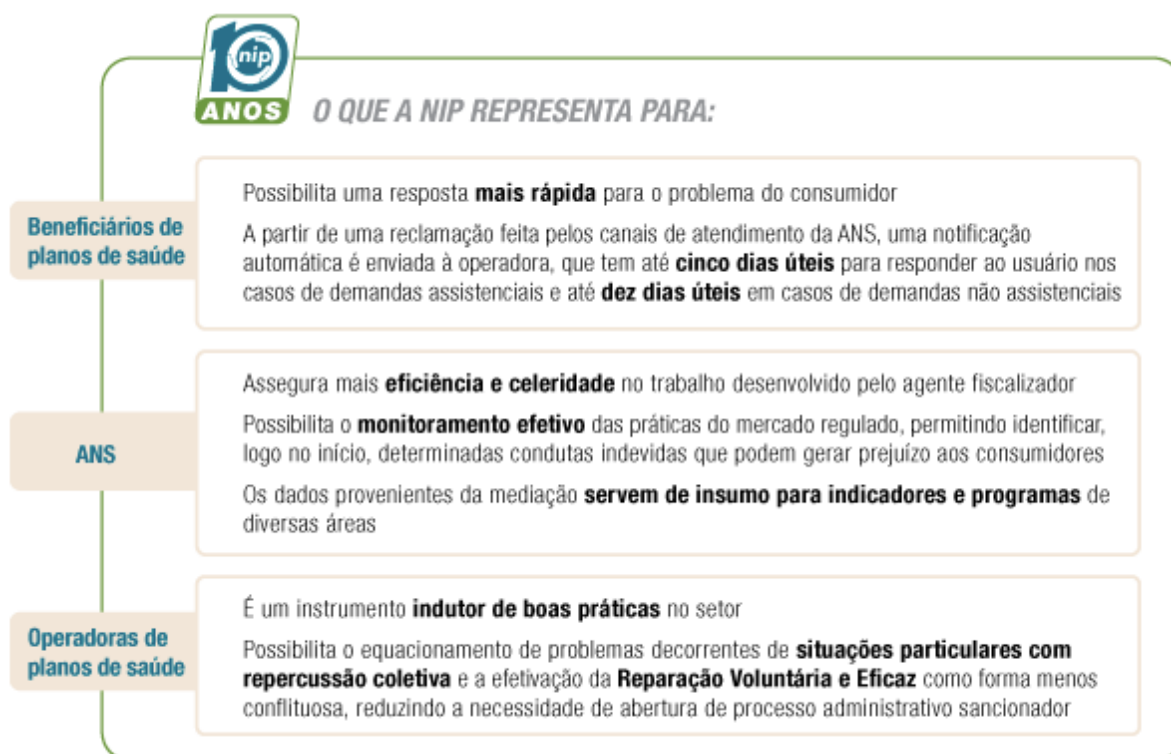 10 nip
ANOS
O QUE A NIP REPRESENTA PARA:
Beneficiários de
planos de saúde
Possibilita uma resposta mais rápida para o problema do consumidor
A partir de uma reclamação feita pelos canais de atendimento da ANS, uma notificação
automática é enviada à operadora, que tem até cinco dias úteis para responder ao usuário nos
casos de demandas assistenciais e até dez dias úteis em casos de demandas não assistenciais
ANS
Assegura mais eficiência e celeridade no trabalho desenvolvido pelo agente fiscalizador
Possibilita o monitoramento efetivo das práticas do mercado regulado, permitindo identificar,
logo no início, determinadas condutas indevidas que podem gerar prejuízo aos consumidores
Os dados provenientes da mediação servem de insumo para indicadores e programas de
diversas áreas
Operadoras de
planos de saúde
É um instrumento indutor de boas práticas no setor
Possibilita o equacionamento de problemas decorrentes de situações particulares com
repercussão coletiva e a efetivação da Reparação Voluntária e Eficaz como forma menos
conflituosa, reduzindo a necessidade de abertura de processo administrativo sancionador